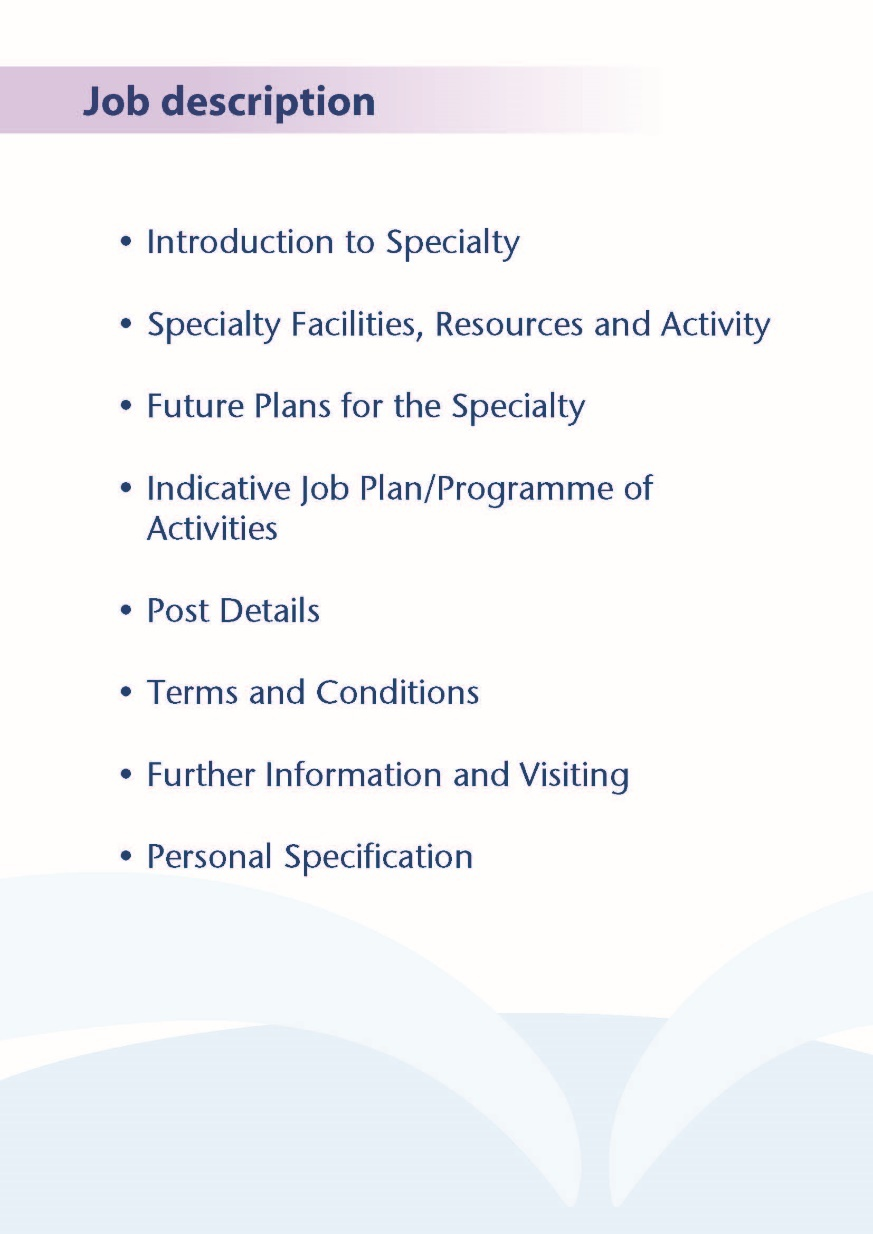 Job description
• Introduction to Specialty
• Specialty Facilities, Resources and Activity
• Future Plans for the Specialty
• Indicative Job Plan/Programme of
Activities
• Post Details
• Terms and Conditions
• Further Information and Visiting
• Personal Specification